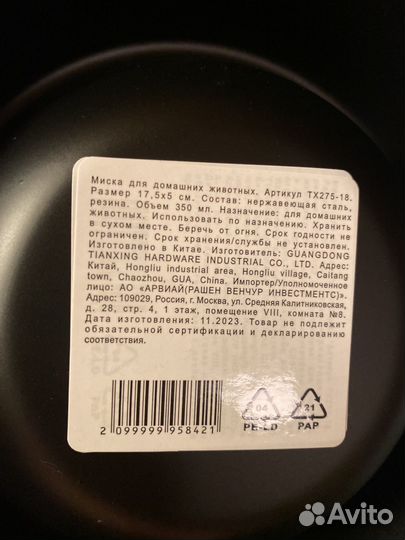 Миска для домашних животных. Артикул TX275-18.
Размер 17,5x5 см. Состав: нержавеющая сталь,
резина. Объем 350 мл. Назначение: для домашних
животных. Использовать по назначению. Хранить
в сухом месте. Беречь от огня. Срок годности не
ограничен. Срок хранения/службы не установлен.
Изготовлено в Китае. Изготовитель: GUANGDONG
TIANXING HARDWARE INDUSTRIAL CO., LTD. Адрес:
Китай, Hongliu industrial area, Hongliu village, Caitang
town, Chaozhou, GUA, China. Импортер/Уполномоченное
лицо: АО «АРВИАЙ(РАШЕН ВЕНЧУР ИНВЕСТМЕНТС)».
Адрес: 109029, Россия, г. Москва, ул. Средняя Калитниковская,
д. 28, стр. 4, 1 этаж, помещение VIII, комната №8.
Дата изготовления: 11.2023. Товар не подлежит
обязательной сертификации и декларированию
соответствия.
2 099999 958421
04
PE-LD
21
PAP
Avito